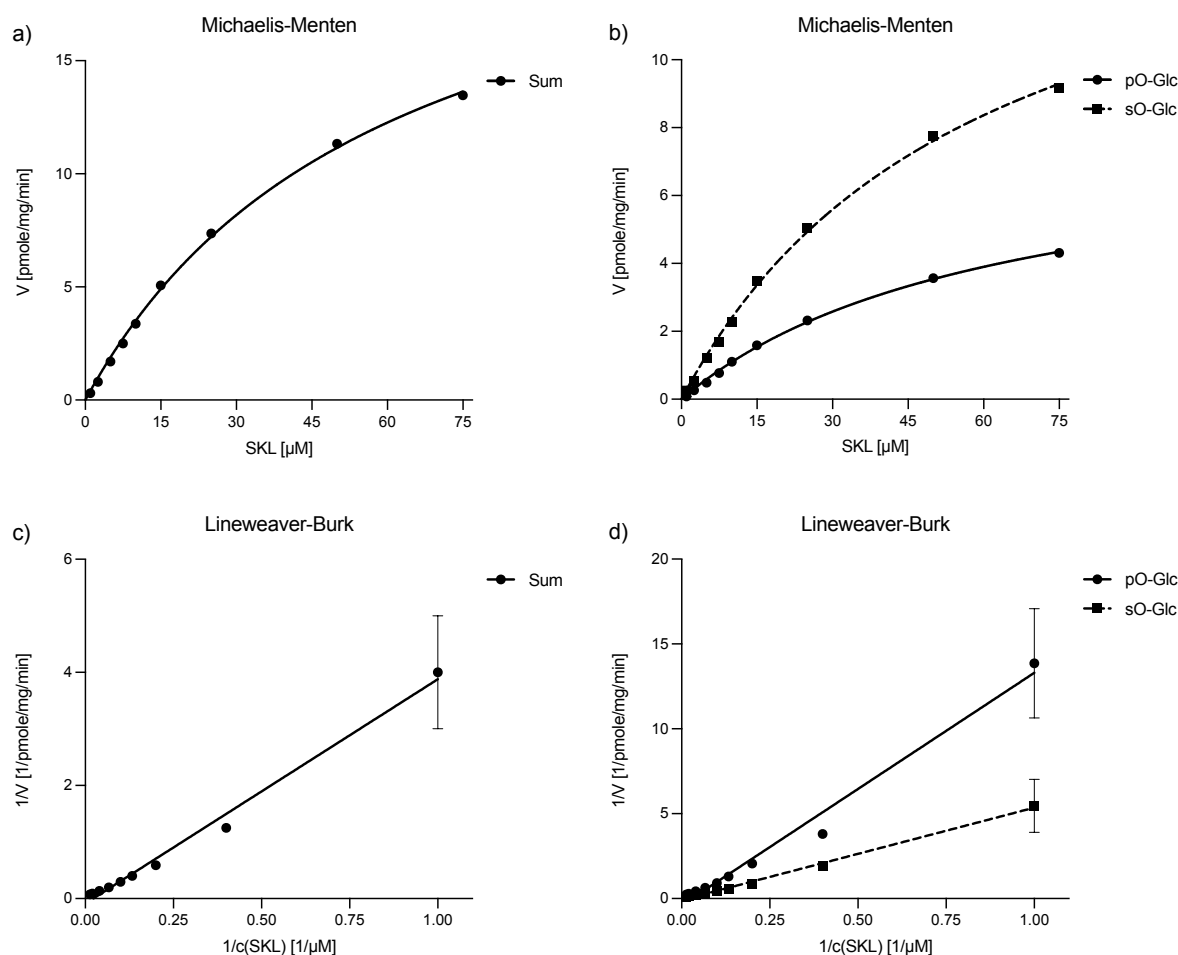 a)
Michaelis-Menten
Sum
V [pmole/mg/min]
15
10
5
0
0 15 30 45 60 75
SKL [µM]
b)
Michaelis-Menten
pO-Glc
sO-Glc
V [pmole/mg/min]
10
8
6
4
2
0
0 15 30 45 60 75
SKL [µM]
c)
Lineweaver-Burk
Sum
1/V [1/pmole/mg/min]
6
4
2
0
0.00 0.25 0.50 0.75 1.00
1/c(SKL) [1/µM]
d)
Lineweaver-Burk
pO-Glc
sO-Glc
1/V [1/pmole/mg/min]
20
15
10
5
0
0.00 0.25 0.50 0.75 1.00
1/c(SKL) [1/µM]